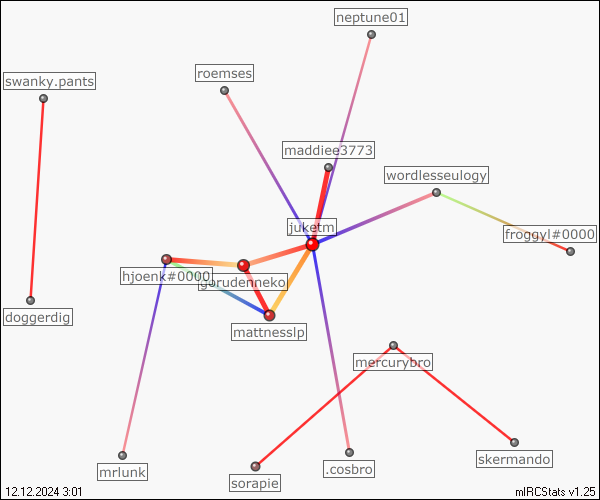 neptune01
roemses
swanky.pants
maddiee3773
wordlesseulogy
juketm
froggyl#0000
hjoenk#0000
gorudenneko
doggerdig
mattnesslp
mercurybro
skermando
mrlunk
.cosbro
sorapie
12.12.2024 3:01
mIRCStats v1.25